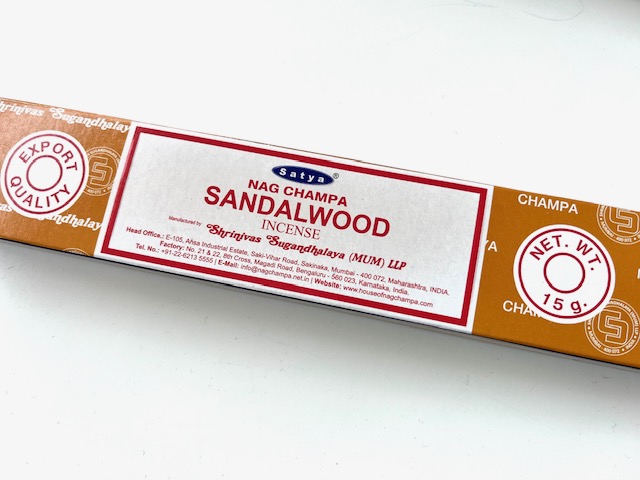 Shrinivas Sugandhalaya
EXPORT
QUALITY
Satya®
NAG CHAMPA
SANDALWOOD
INCENSE
Manufactured by Shrinivas Sugandhalaya (MUM) LLP
Head Office.: E-105, Ansa Industrial Estate, Saki-Vihar Road, Sakinaka, Mumbai - 400 072, Maharashtra, INDIA.
Factory: No. 21 & 22, 8th Cross, Magadi Road, Bengaluru - 560 023, Karnataka, India.
Tel. No.: +91-22-6213 5555 | E-Mail: info@nagchampa.net.in | Website: www.houseofnagchampa.com
CHAMPA
NET. WT.
15 g.